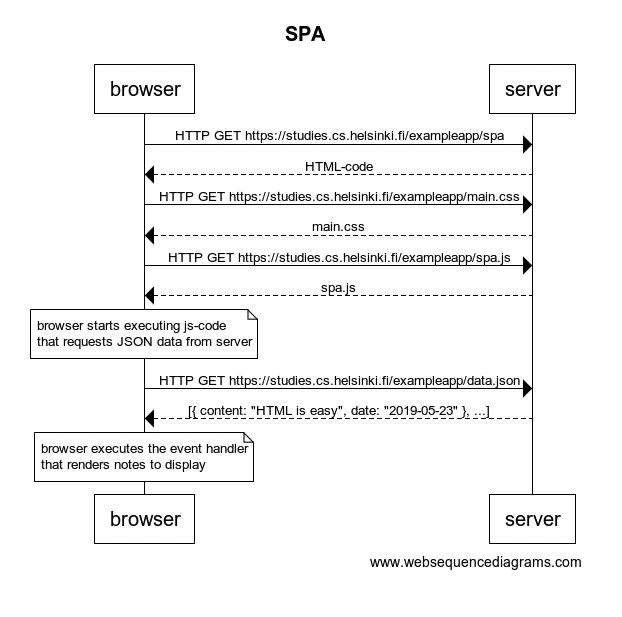 SPA
browser
server
HTTP GET https://studies.cs.helsinki.fi/exampleapp/spa
HTML-code
HTTP GET https://studies.cs.helsinki.fi/exampleapp/main.css
main.css
HTTP GET https://studies.cs.helsinki.fi/exampleapp/spa.js
spa.js
browser starts executing js-code
that requests JSON data from server
HTTP GET https://studies.cs.helsinki.fi/exampleapp/data.json
[{ content: "HTML is easy", date: "2019-05-23" }, ...]
browser executes the event handler
that renders notes to display
browser
server
www.websequencediagrams.com